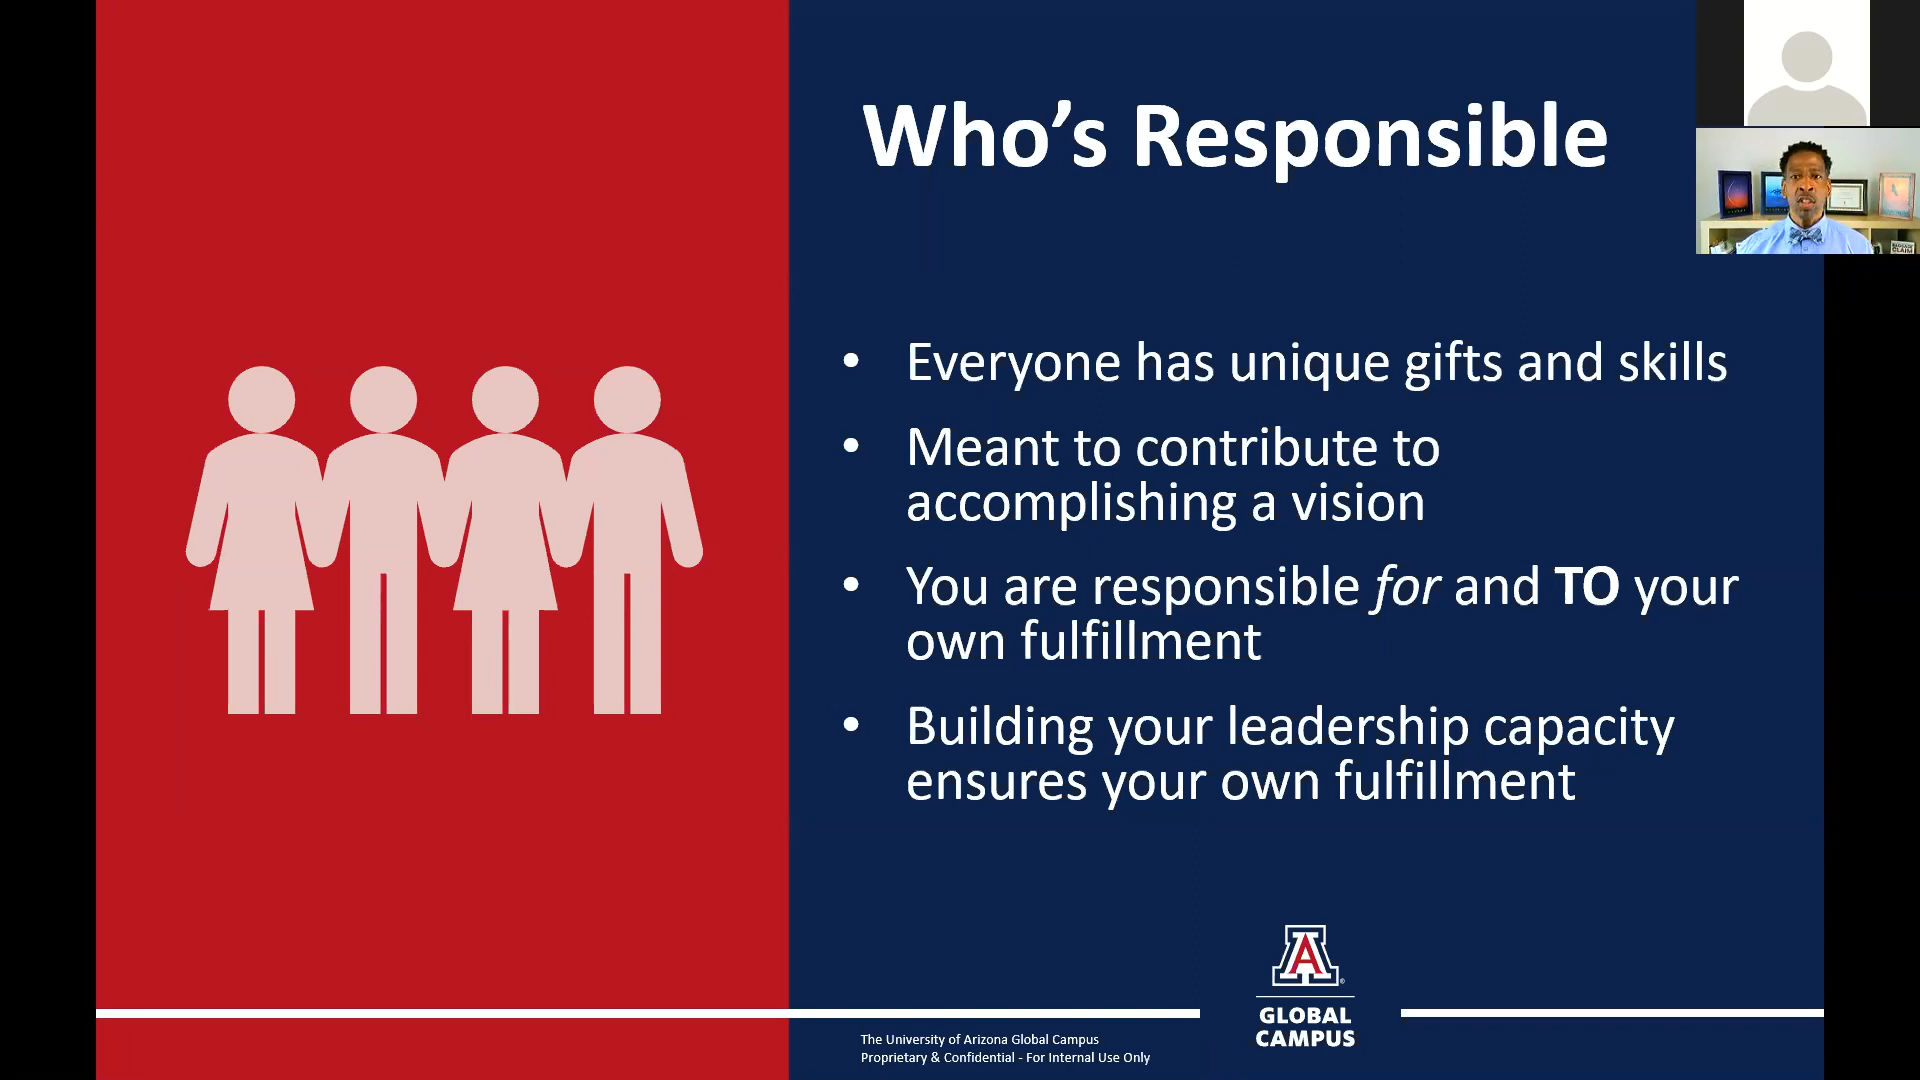 Who’s Responsible
• Everyone has unique gifts and skills
• Meant to contribute to
accomplishing a vision
• You are responsible for and TO your
own fulfillment
• Building your leadership capacity
ensures your own fulfillment
A
GLOBAL
CAMPUS
The University of Arizona Global Campus
Proprietary & Confidential - For Internal Use Only
CLAIM